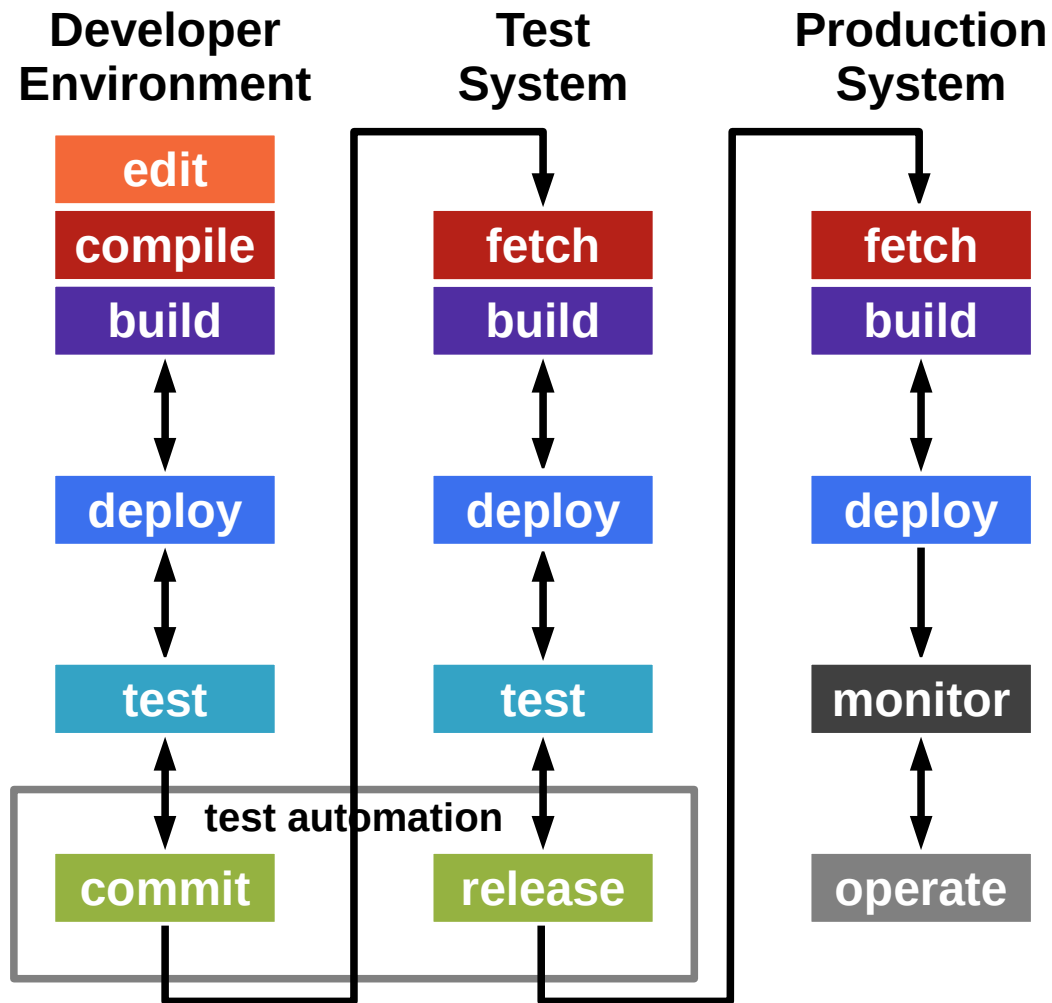 Developer
Environment
edit
compile
build
deploy
test
test automation
commit
Test
System
fetch
build
deploy
test
release
Production
System
fetch
build
deploy
monitor
operate